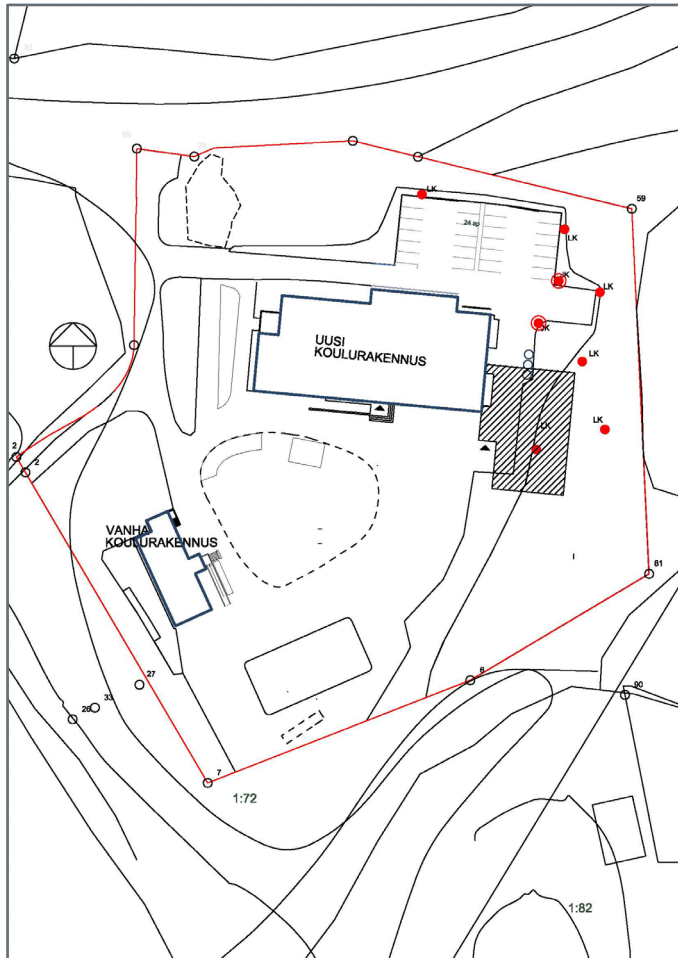 59
LK
24 ap
LK
LK
UUSI
KOULURAKENNUS
LK
LK
LK
2
2
VANHA
KOULURAKENNUS
81
6
27
90
33
26
7
1:72
1:82